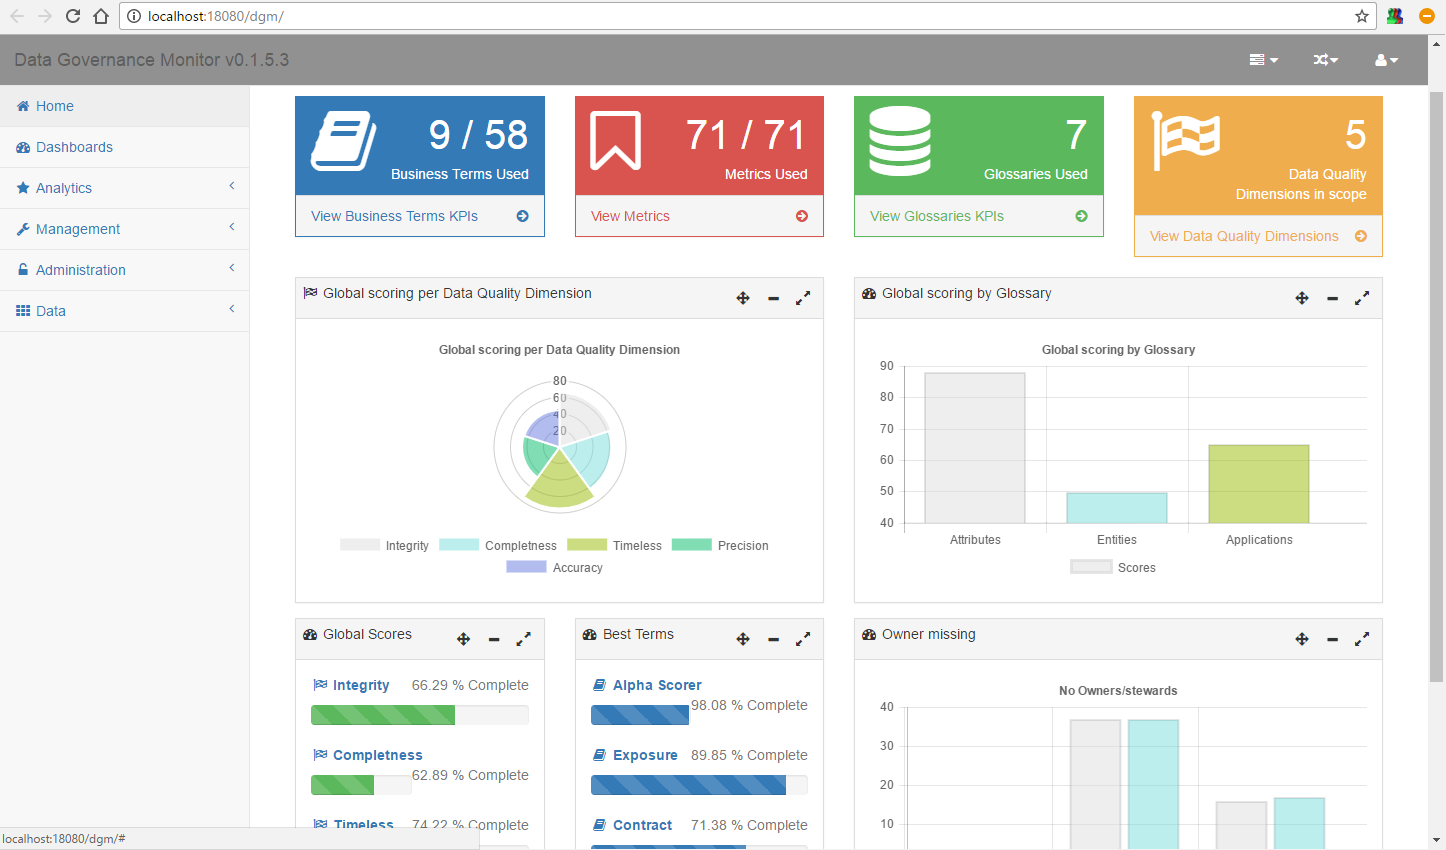 localhost:18080/dgm/
Data Governance Monitor v0.1.5.3
Home
Dashboards
Analytics
Management
Administration
Data
9 / 58
Business Terms Used
View Business Terms KPIs
71 / 71
Metrics Used
View Metrics
7
Glossaries Used
View Glossaries KPIs
5
Data Quality
Dimensions in scope
View Data Quality Dimensions
Global scoring per Data Quality Dimension
Global scoring per Data Quality Dimension
80
60
40
20
Integrity Completness Timeless Precision
Accuracy
Global scoring by Glossary
Global scoring by Glossary
90
80
70
60
50
40
Attributes Entities Applications
Scores
Global Scores
Integrity 66.29 % Complete
Completness
62.89 % Complete
Timeless 74.22 % Complete
Best Terms
Alpha Scorer
98.08 % Complete
Exposure 89.85 % Complete
Contract 71.38 % Complete
Owner missing
No Owners/stewards
40
30
20
10
localhost:18080/dgm/#